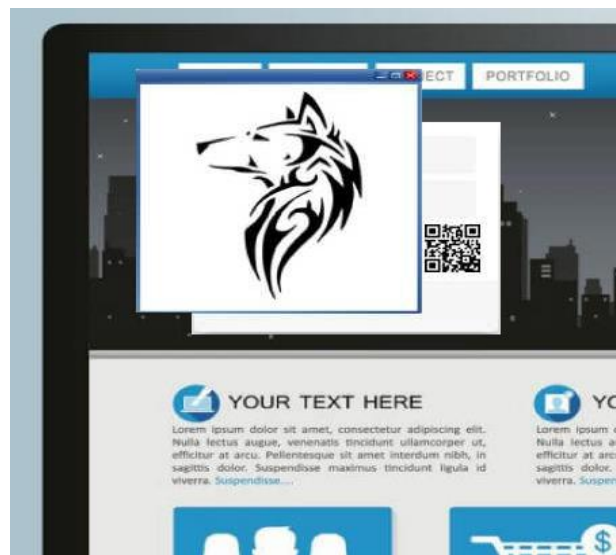 JECT
PORTFOLIO
YOUR TEXT HERE
Lorem ipsum dolor sit amet, consectetur adipiscing elit.
Nulla lectus augue, venenatis tincidunt ullamcorper ut,
efficitur at arcu. Pellentesque sit amet interdum nibh, in
sagittis dolor. Suspendisse maximus tincidunt ligula id
viverra. Suspendisse....
YO
Lorem ipsum
Nulla lectus a
efficitur at arc
sagittis dolor.
viverra. Suspen
$